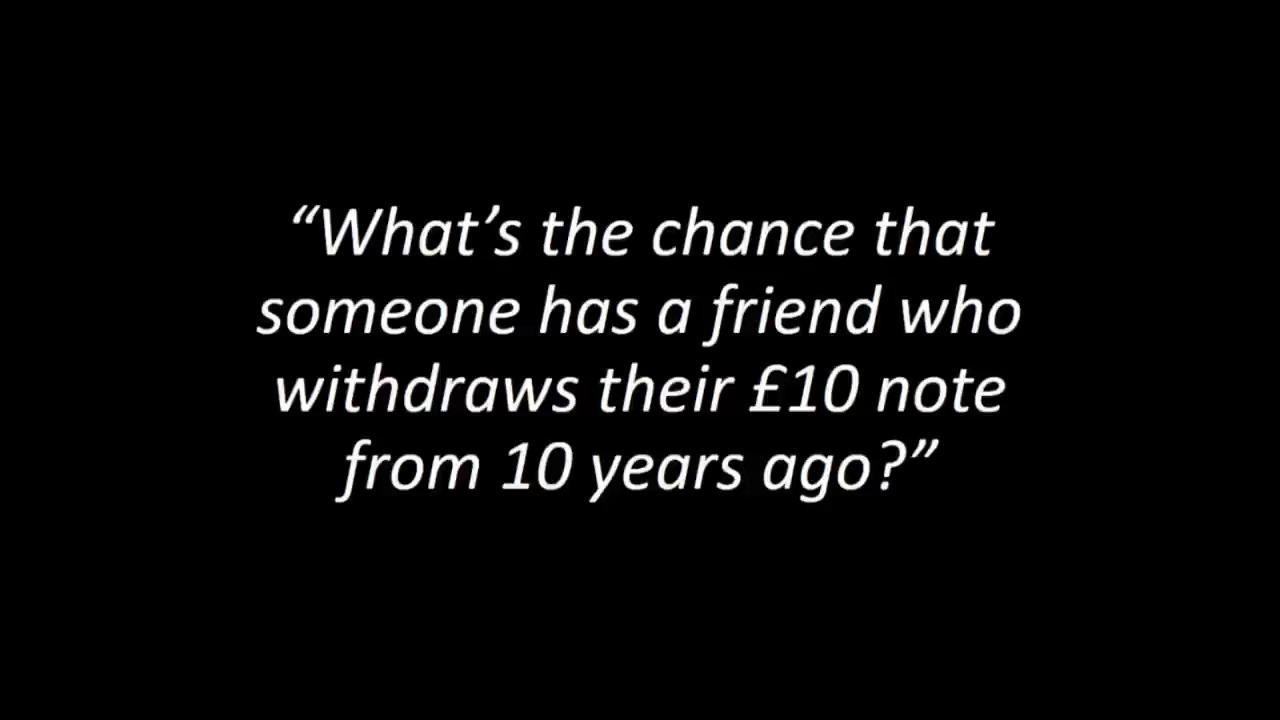 “What’s the chance that
someone has a friend who
withdraws their £10 note
from 10 years ago?”